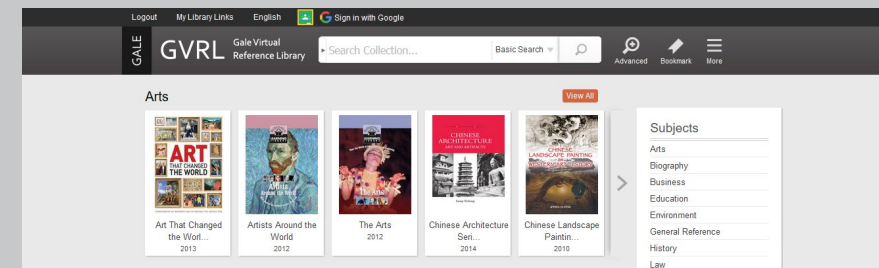 Logout My Library Links English Sign in with Google
GALE
GVRL Gale Virtual
Reference Library
Search Collection... Basic Search
Advanced Bookmark More
Arts View All
ART
THAT CHANGED
THE WORLD
Artists
Around the World
The Arts
CHINESE
ARCHITECTURE
ART AND ARTIFACTS
CHINESE
LANDSCAPE PAINTING
Art That Changed
the Worl...
2013
Artists Around the
World
2012
The Arts
2012
Chinese Architecture
Seri...
2014
Chinese Landscape
Paintin...
2010
Subjects
Arts
Biography
Business
Education
Environment
General Reference
History
Law